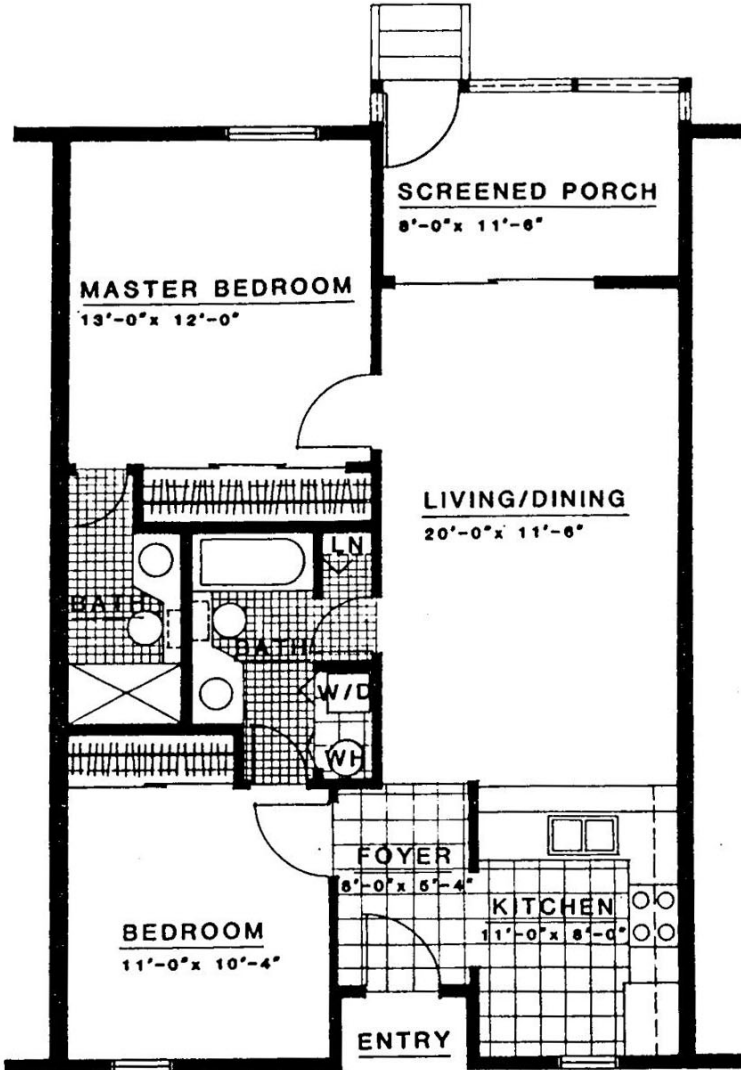 SCREENED PORCH
8'-0" x 11'-6"
MASTER BEDROOM
13'-0" x 12'-0"
LIVING/DINING
20'-0" x 11'-6"
LN
BATH
BATH
W/D
WH
FOYER
6'-0" x 5'-4"
KITCHEN
11'-0" x 8'-0"
BEDROOM
11'-0" x 10'-4"
ENTRY